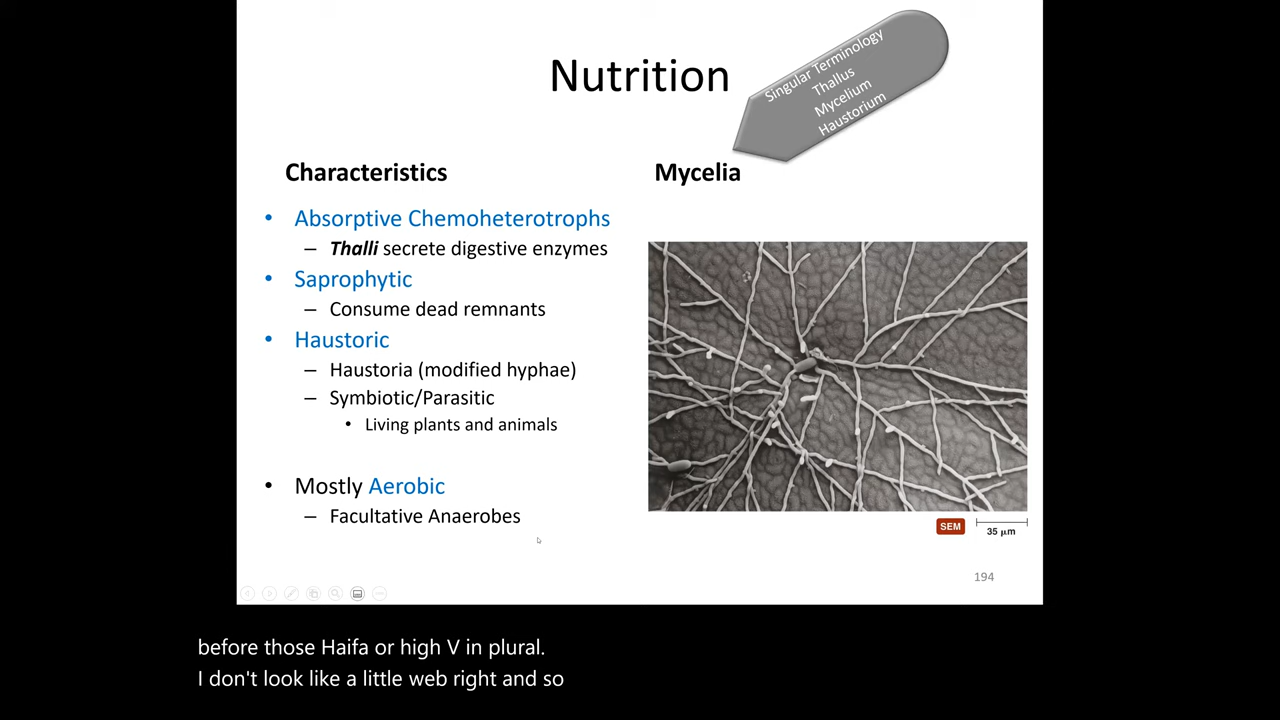 Nutrition
Singular Terminology
Thallus
Mycelium
Haustorium
Characteristics
• Absorptive Chemoheterotrophs
– Thalli secrete digestive enzymes
• Saprophytic
– Consume dead remnants
• Haustoric
– Haustoria (modified hyphae)
– Symbiotic/Parasitic
• Living plants and animals
• Mostly Aerobic
– Facultative Anaerobes
Mycelia
SEM
35 µm
194
before those Haifa or high V in plural.
I don't look like a little web right and so